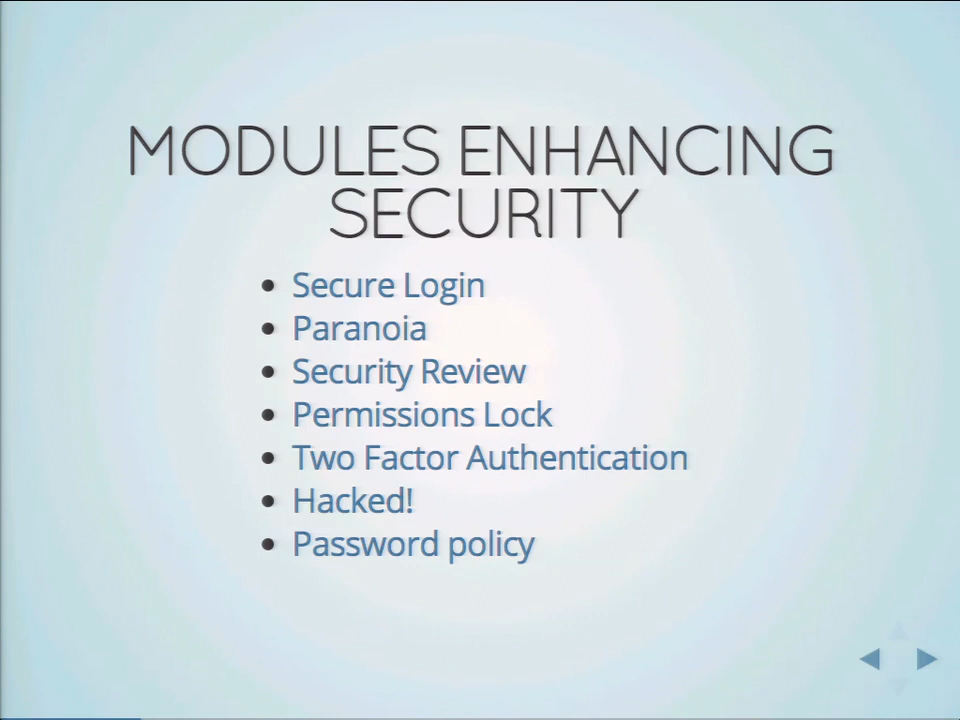 MODULES ENHANCING
SECURITY
Secure Login
Paranoia
Security Review
Permissions Lock
Two Factor Authentication
Hacked!
Password policy